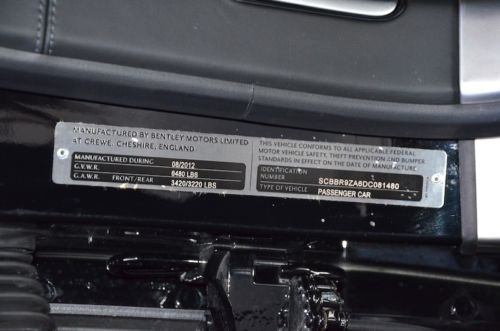 MANUFACTURED BY BENTLEY MOTORS LIMITED
AT CREWE, CHESHIRE, ENGLAND.
MANUFACTURED DURING 08/2012
G.V.W.R. 6480 LBS
G.A.W.R. FRONT/REAR 3420/3220 LBS
THIS VEHICLE CONFORMS TO ALL APPLICABLE FEDERAL
MOTOR VEHICLE SAFETY, THEFT PREVENTION AND BUMPER
STANDARDS IN EFFECT ON THE DATE OF MANUFACTURE.
IDENTIFICATION
NUMBER SCBBR9ZA6DC081480
TYPE OF VEHICLE PASSENGER CAR